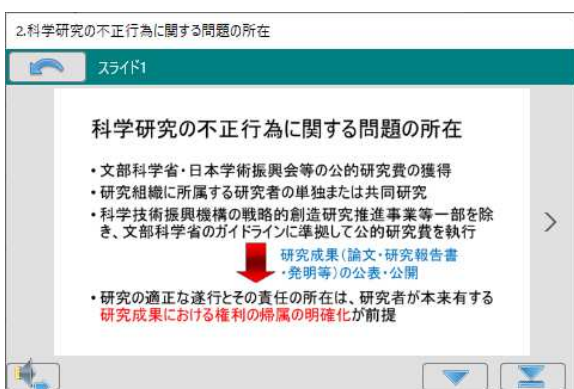 2.科学研究の不正行為に関する問題の所在
スライド1
科学研究の不正行為に関する問題の所在
・文部科学省・日本学術振興会等の公的研究費の獲得
・研究組織に所属する研究者の単独または共同研究
・科学技術振興機構の戦略的創造研究推進事業等一部を除
き、文部科学省のガイドラインに準拠して公的研究費を執行
研究成果(論文・研究報告書
・発明等)の公表・公開
・研究の適正な遂行とその責任の所在は、研究者が本来有する
研究成果における権利の帰属の明確化が前提